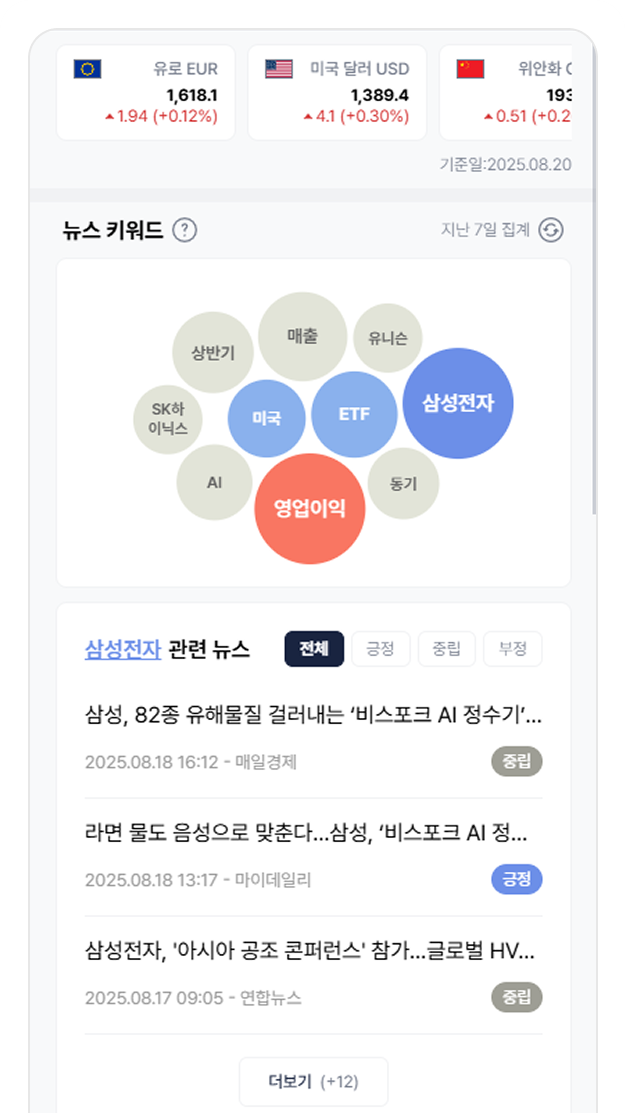 유로 EUR
1,618.1
▲1.94 (+0.12%)
미국 달러 USD
1,389.4
▲4.1 (+0.30%)
위안화
193
▲0.51 (+0.2
기준일:2025.08.20
뉴스 키워드 ?
지난 7일 집계
상반기
매출
유니슨
삼성전자
SK하
이닉스
미국
ETF
AI
영업이익
동기
삼성전자 관련 뉴스
전체
긍정
중립
부정
삼성, 82종 유해물질 걸러내는 ‘비스포크 AI 정수기’...
2025.08.18 16:12 - 매일경제
중립
라면 물도 음성으로 맞춘다...삼성, ‘비스포크 AI 정...
2025.08.18 13:17 - 마이데일리
긍정
삼성전자, '아시아 공조 콘퍼런스' 참가...글로벌 HV...
2025.08.17 09:05 - 연합뉴스
중립
더보기 (+12)